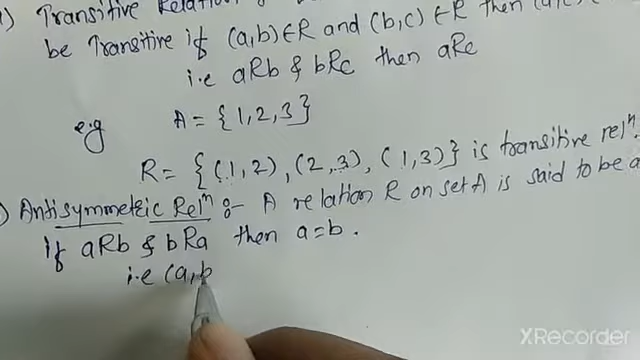 Transitive Relation
be Transitive if (a,b) ∈ R and (b,c) ∈ R then (a,c)
i.e aRb & bRc then aRc
e.g A = {1,2,3}
R = {(1,2), (2,3), (1,3)} is transitive relⁿ.
Antisymmetric Relⁿ :- A relation R on set A is said to be a
if aRb & bRa then a=b.
i.e (a,b
XRecorder